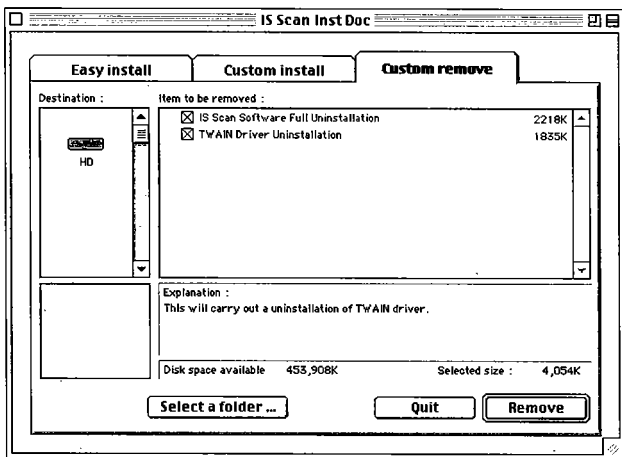 IS Scan Inst Doc
Easy install Custom install Custom remove
Destination : Item to be removed :
IS Scan Software Full Uninstallation 2218K
TWAIN Driver Uninstallation 1835K
HD
Explanation :
This will carry out a uninstallation of TWAIN driver.
Disk space available 453,908K Selected size : 4,054K
Select a folder ... Quit Remove